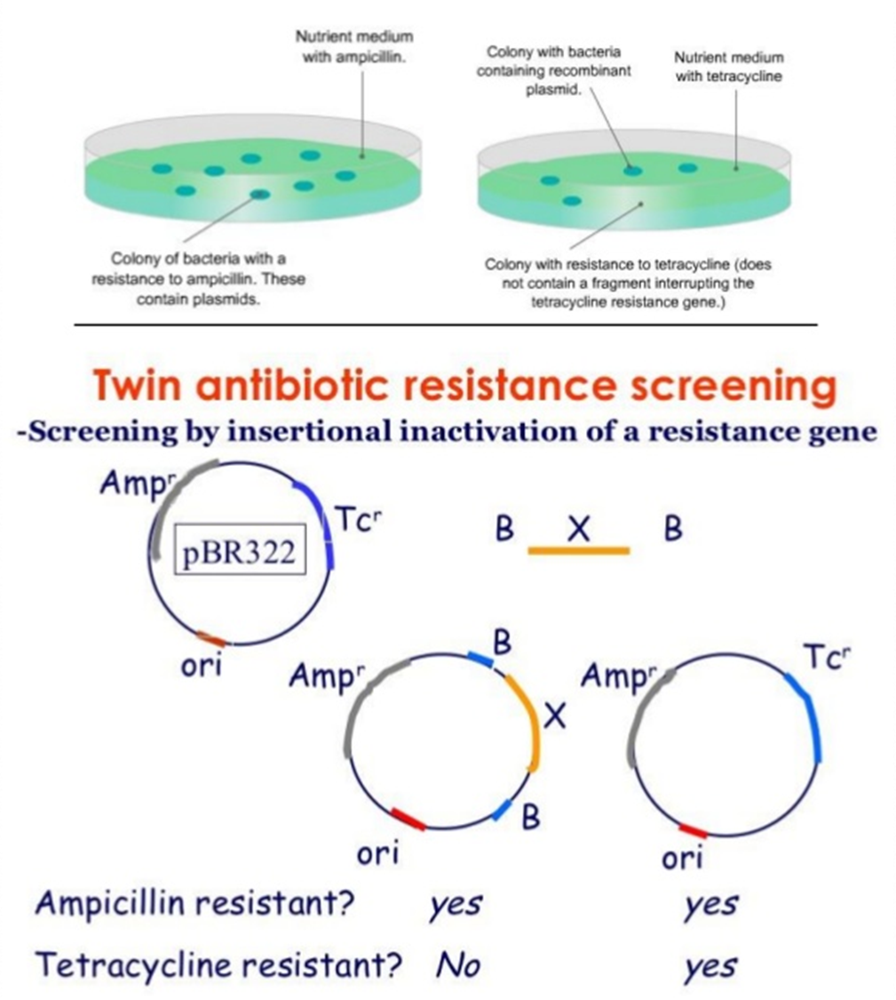 Nutrient medium
with ampicillin.
Colony with bacteria
containing recombinant
plasmid.
Nutrient medium
with tetracycline
Colony of bacteria with a
resistance to ampicillin. These
contain plasmids.
Colony with resistance to tetracycline (does
not contain a fragment interrupting the
tetracycline resistance gene.)
Twin antibiotic resistance screening
-Screening by insertional inactivation of a resistance gene
Ampʳ
Tcʳ
pBR322
ori
B X B
Ampʳ
B
X
B
ori
Ampʳ
Tcʳ
ori
Ampicillin resistant? yes yes
Tetracycline resistant? No yes